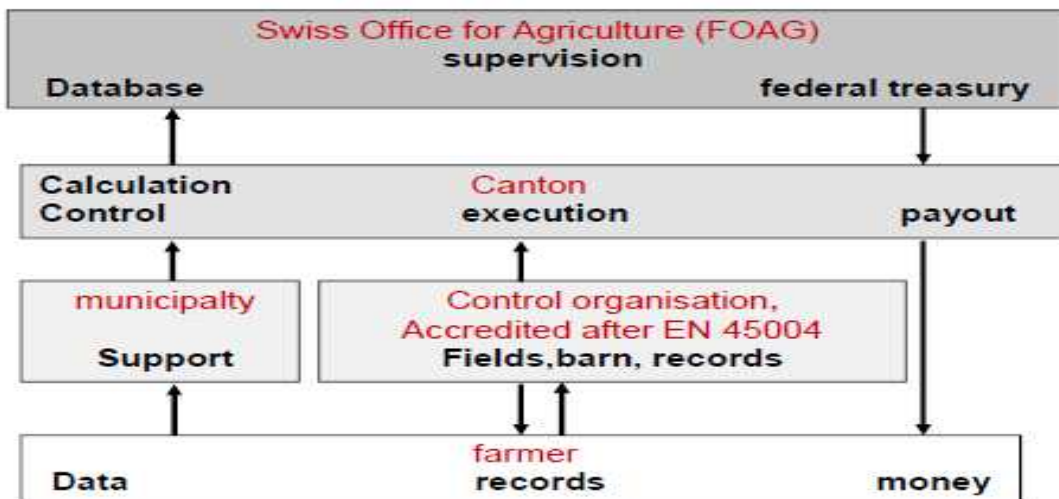 Swiss Office for Agriculture (FOAG)
supervision
Database federal treasury
Calculation Canton
Control execution payout
municipalty
Support
Control organisation,
Accredited after EN 45004
Fields,barn, records
farmer
Data records money